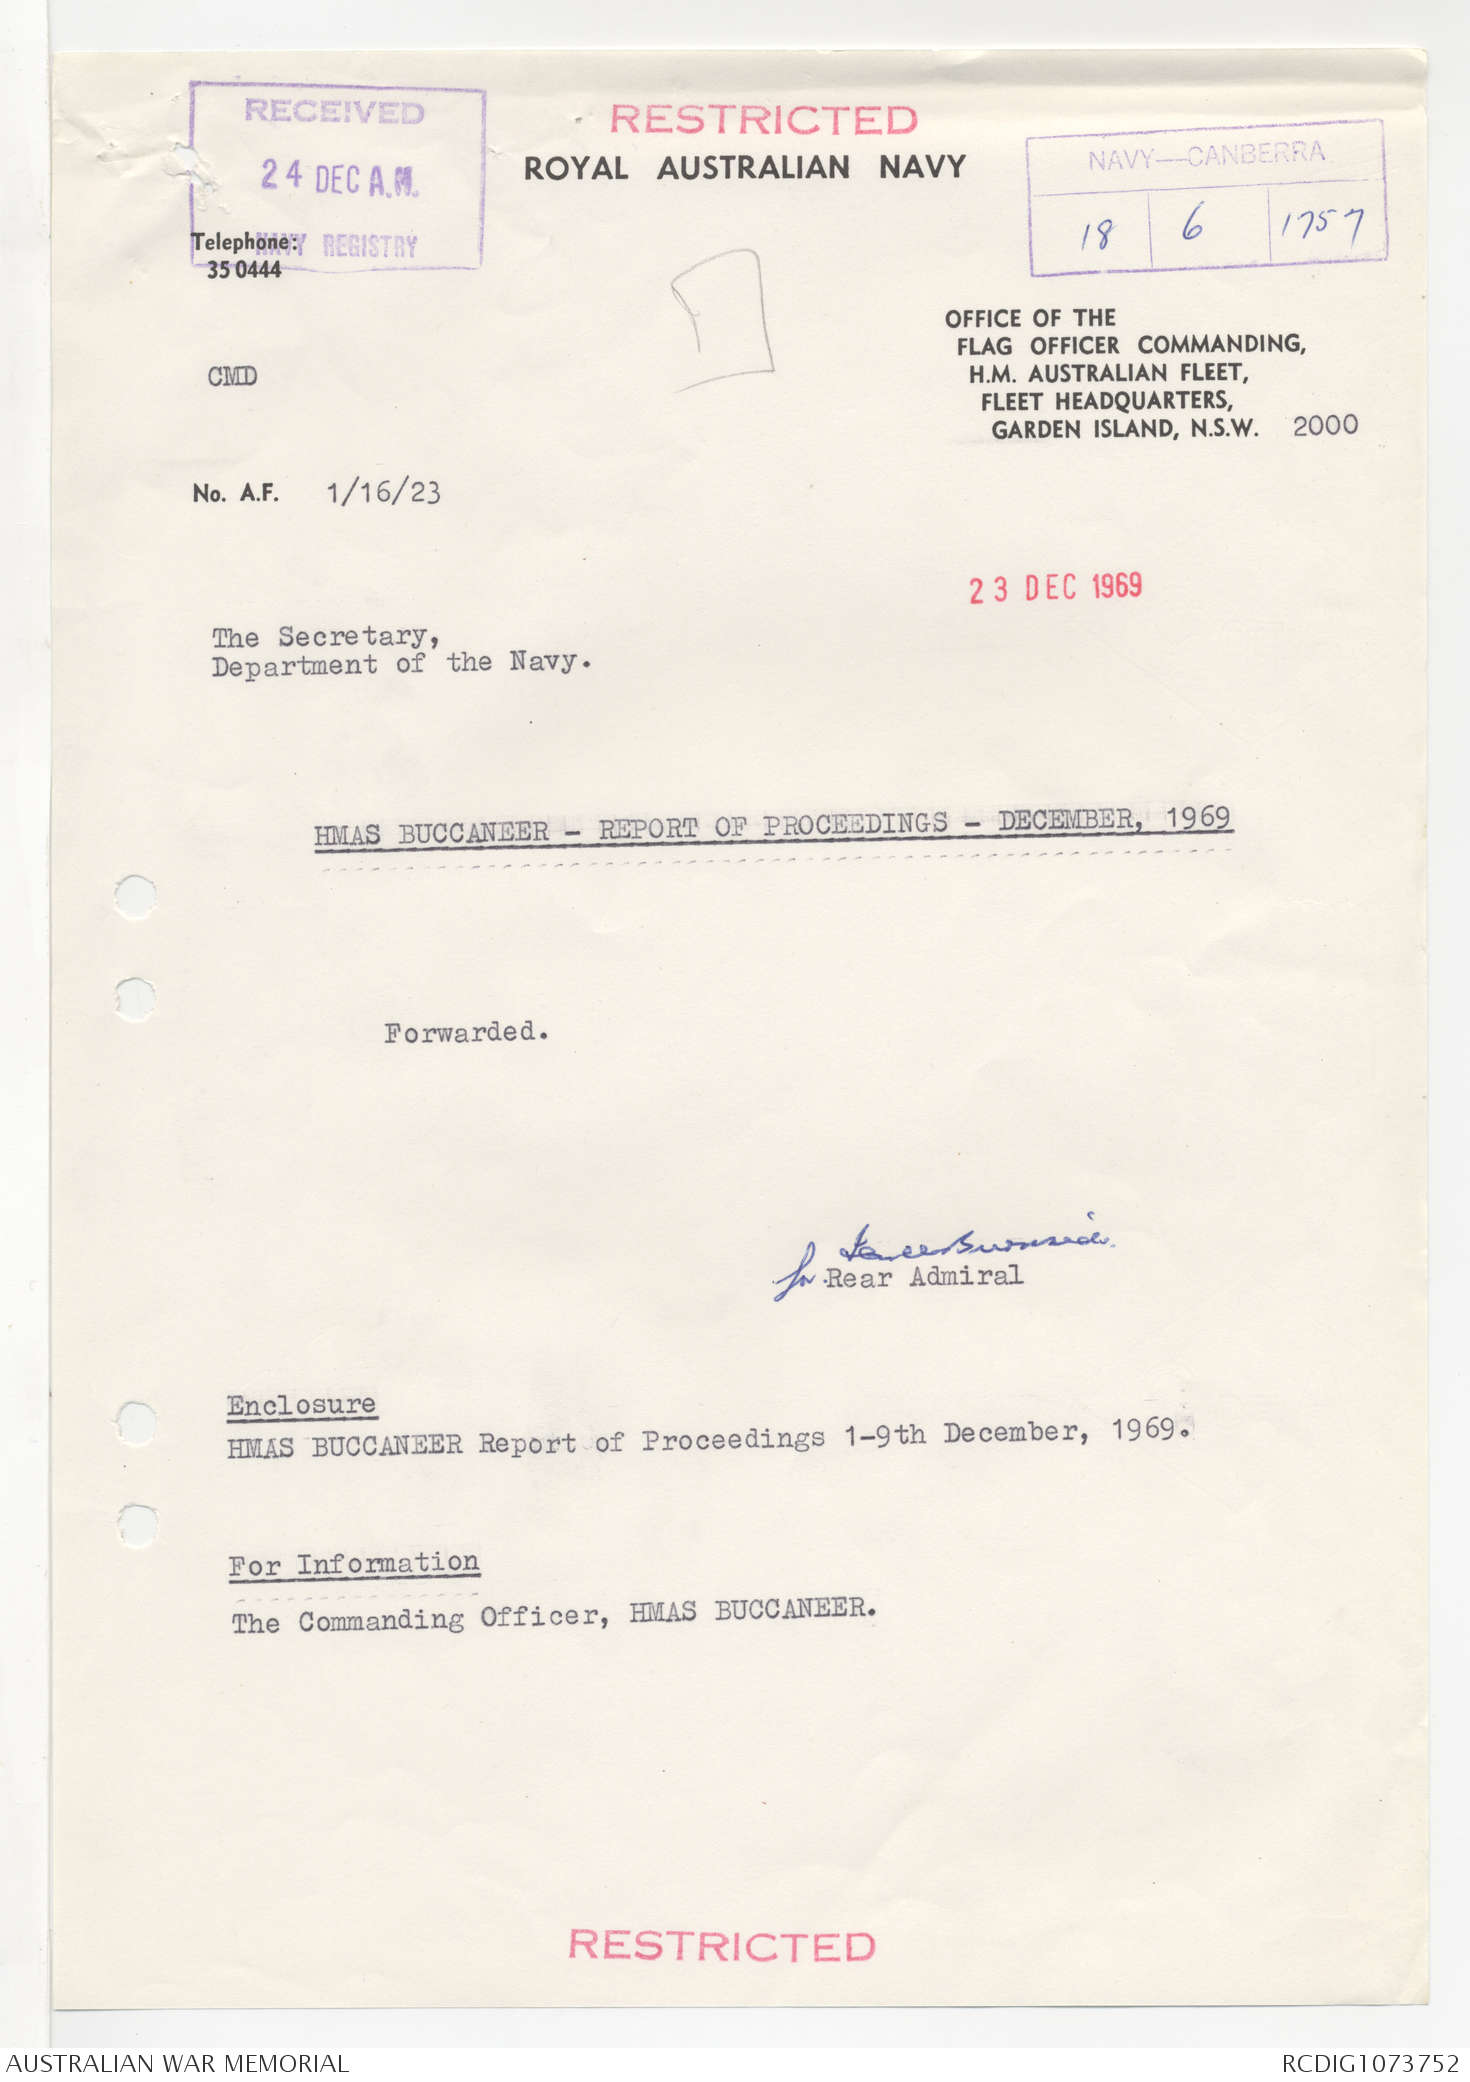 RECEIVED
24 DEC A.M.
NAVY REGISTRY
RESTRICTED
ROYAL AUSTRALIAN NAVY
NAVY—CANBERRA
18 6 1757
Telephone:
35 0444
OFFICE OF THE
FLAG OFFICER COMMANDING,
H.M. AUSTRALIAN FLEET,
FLEET HEADQUARTERS,
GARDEN ISLAND, N.S.W. 2000
CMD
No. A.F. 1/16/23
23 DEC 1969
The Secretary,
Department of the Navy.
HMAS BUCCANEER - REPORT OF PROCEEDINGS - DECEMBER, 1969
Forwarded.
for Rear Admiral
Enclosure
HMAS BUCCANEER Report of Proceedings 1-9th December, 1969.
For Information
The Commanding Officer, HMAS BUCCANEER.
RESTRICTED
AUSTRALIAN WAR MEMORIAL
RCDIG1073752